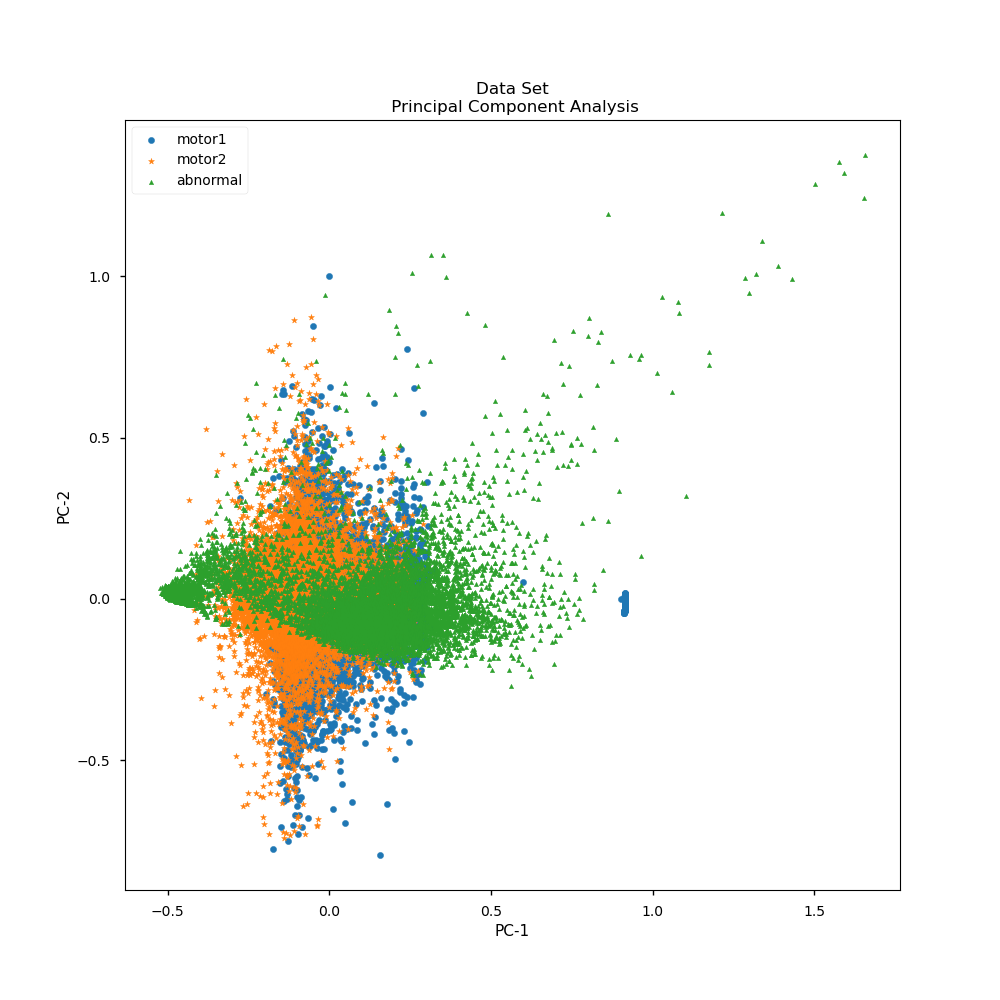 Data Set
Principal Component Analysis
motor1
motor2
abnormal
1.0
0.5
0.0
−0.5
PC-2
−0.5
0.0
0.5
1.0
1.5
PC-1